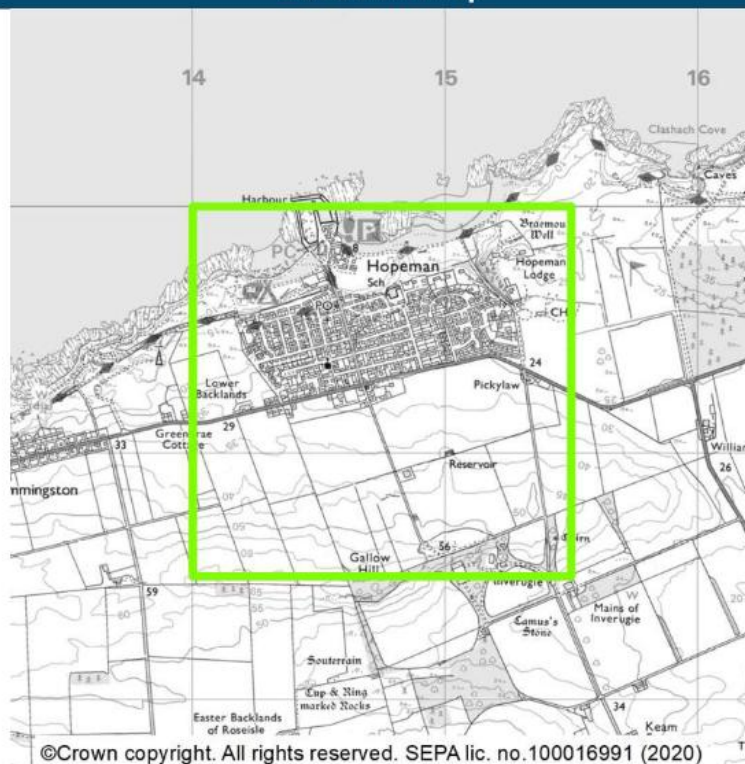 14
15
16
Clashach Cove
Caves
Harbour
Braemou
Well
PC
Hopeman
Hopeman
Lodge
Sch
PO
CH
Lower
Backlands
24
Pickylaw
29
Greenbrae
Cottage
33
Reservoir
William
26
mmingston
Gallow
Hill
56
Cairn
Inverugie
Mains of
Inverugie
W
59
Camus's
Stone
Souterrain
Cup & Ring
marked Rocks
34
Easter Backlands
of Roseisle
Keam
©Crown copyright. All rights reserved. SEPA lic. no.100016991 (2020)